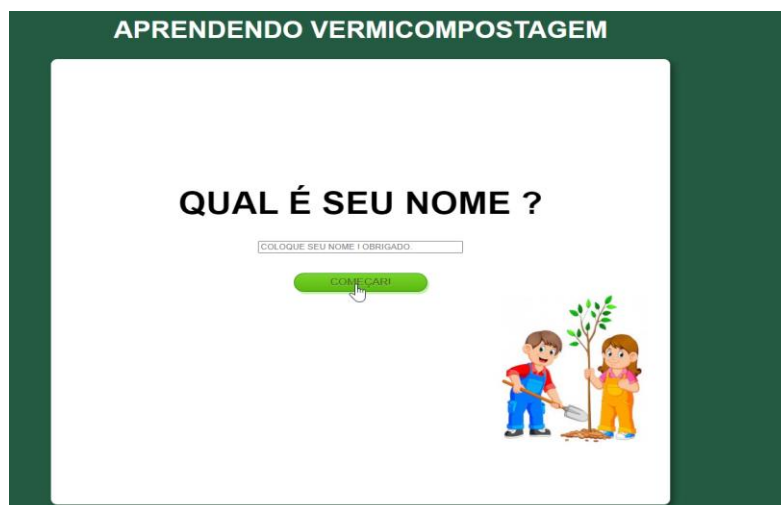 APRENDENDO VERMICOMPOSTAGEM
QUAL É SEU NOME ?
COLOQUE SEU NOME ! OBRIGADO
COMEÇAR!